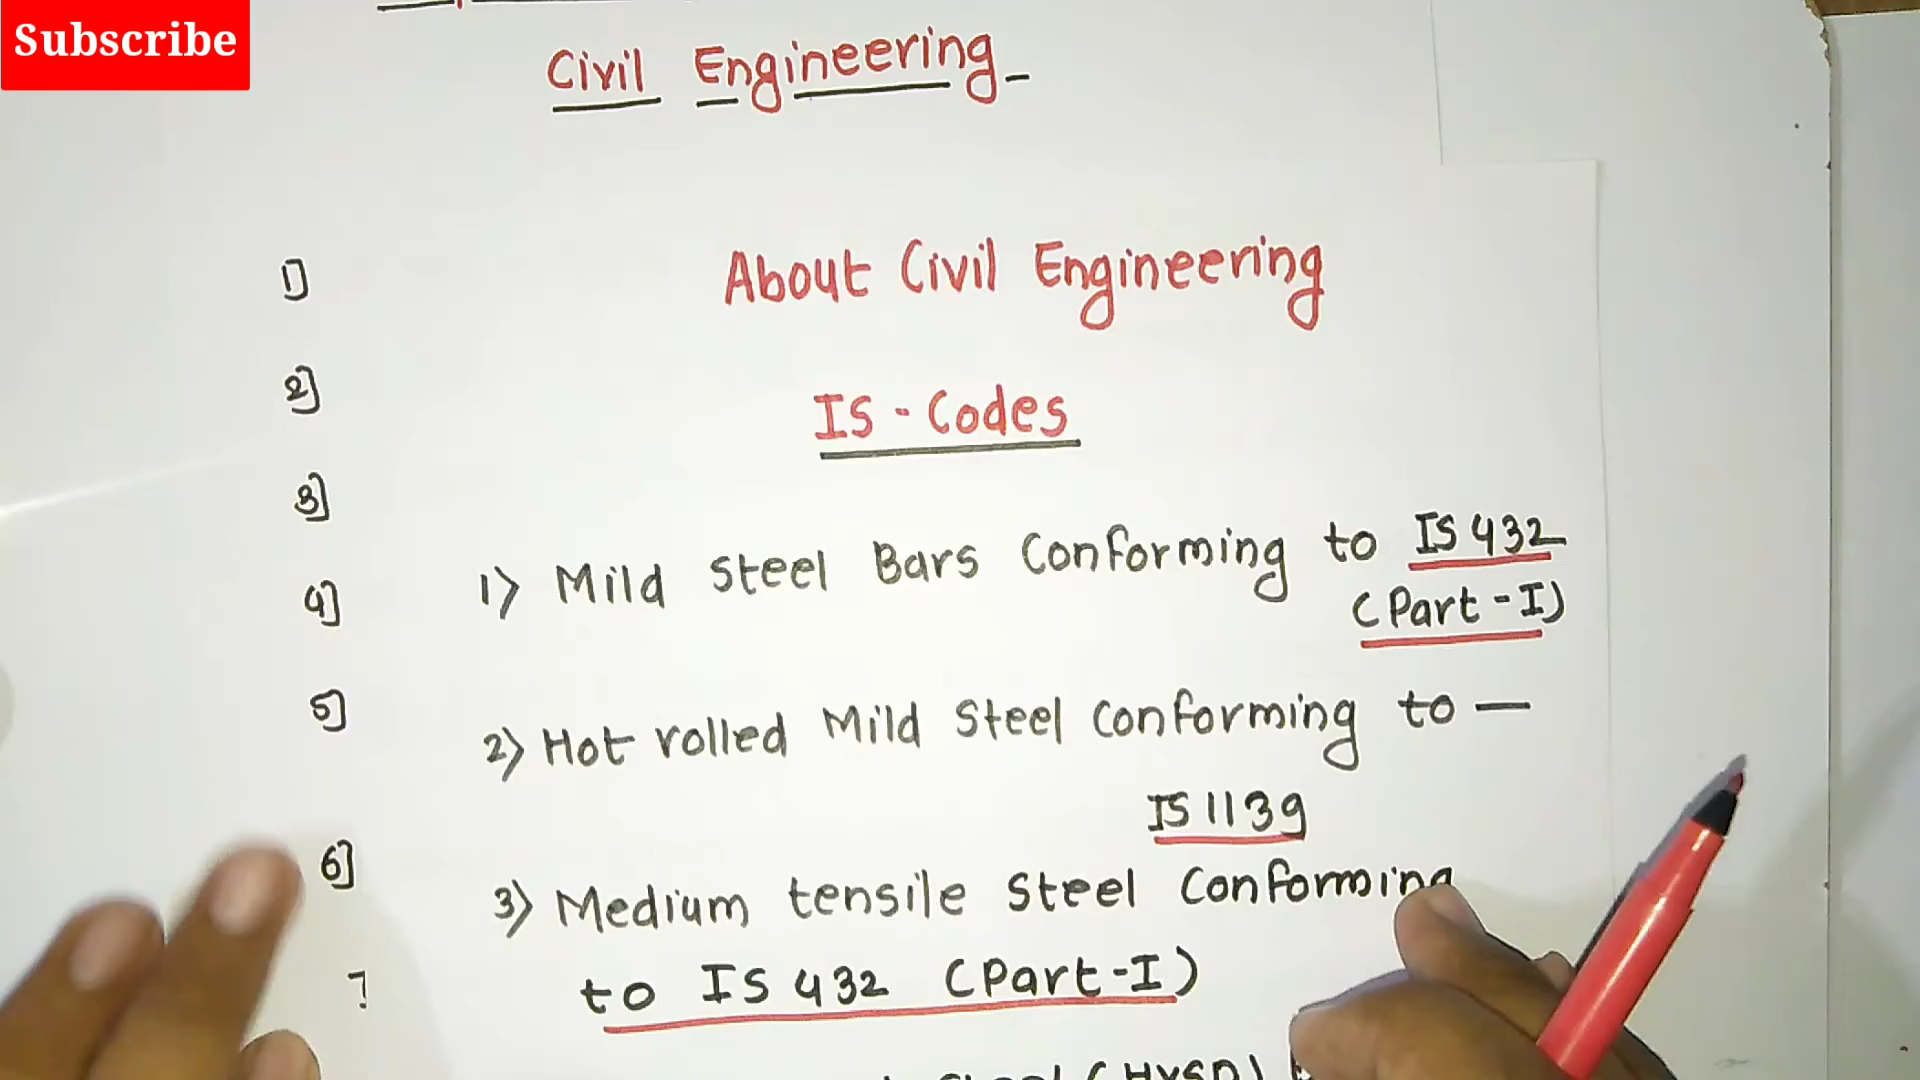 Subscribe
Civil Engineering
1]
About Civil Engineering
2]
IS - Codes
3]
1) Mild Steel Bars Conforming to IS 432
(Part - I)
4]
5]
2) Hot rolled Mild Steel Conforming to —
IS 1139
6]
3) Medium tensile Steel Conforming
to IS 432 (Part - I)
Steel (HYSD)